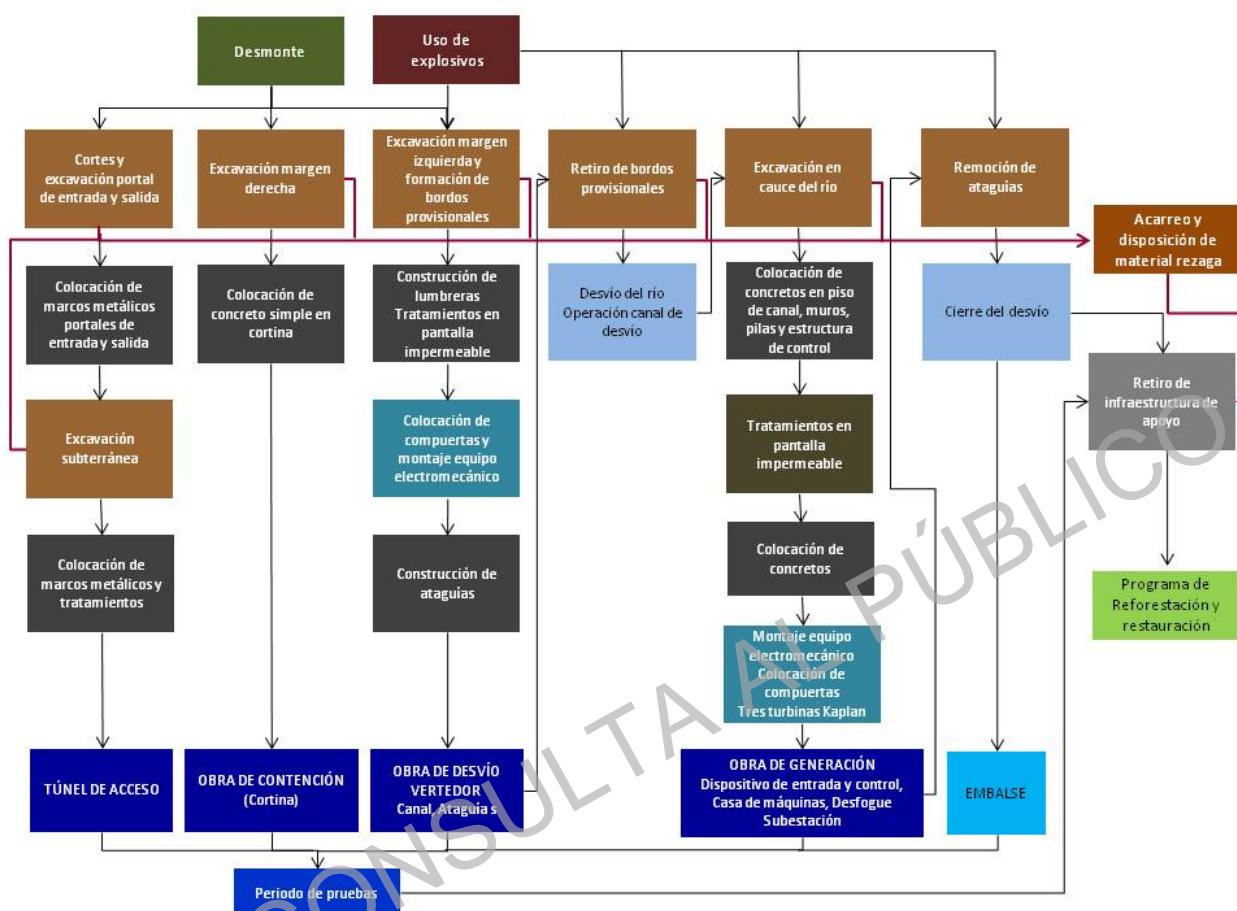 Desmonte
Uso de
explosivos
Cortes y
excavación portal
de entrada y salida
Excavación margen
derecha
Excavación margen
izquierda y
formación de
bordos
provisionales
Retiro de bordos
provisionales
Excavación en
cauce del río
Remoción de
ataguías
Acarreo y
disposición de
material rezaga
Colocación de
marcos metálicos
portales de
entrada y salida
Colocación de
concreto simple en
cortina
Construcción de
lumbreras
Tratamientos en
pantalla
impermeable
Desvío del río
Operación canal de
desvío
Colocación de
concretos en piso
de canal, muros,
pilas y estructura
de control
Cierre del desvío
Retiro de
infraestructura de
apoyo
Excavación
subterránea
Colocación de
compuertas y
montaje equipo
electromecánico
Tratamientos en
pantalla
impermeable
Colocación de
marcos metálicos y
tratamientos
Construcción de
ataguías
Colocación de
concretos
Programa de
Reforestación y
restauración
Montaje equipo
electromecánico
Colocación de
compuertas
Tres turbinas Kaplan
TÚNEL DE ACCESO
OBRA DE CONTENCIÓN
(Cortina)
OBRA DE DESVÍO
VERTEDOR
Canal, Ataguía s
OBRA DE GENERACIÓN
Dispositivo de entrada y control,
Casa de máquinas, Desfogue
Subestación
EMBALSE
Periodo de pruebas
CONSULTA AL PÚBLICO